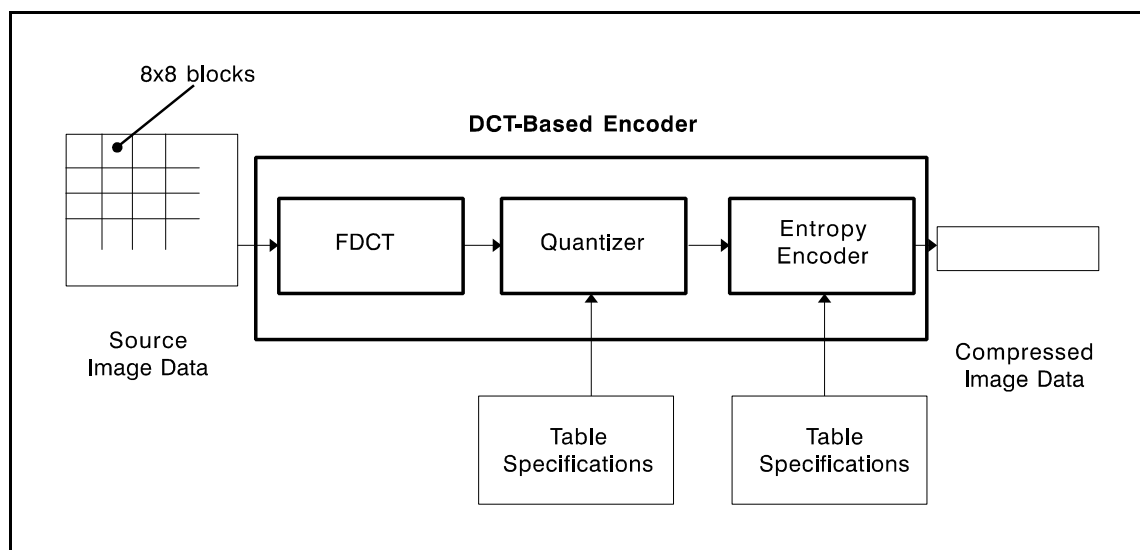 8x8 blocks
DCT-Based Encoder
FDCT
Quantizer
Entropy
Encoder
Source
Image Data
Compressed
Image Data
Table
Specifications
Table
Specifications